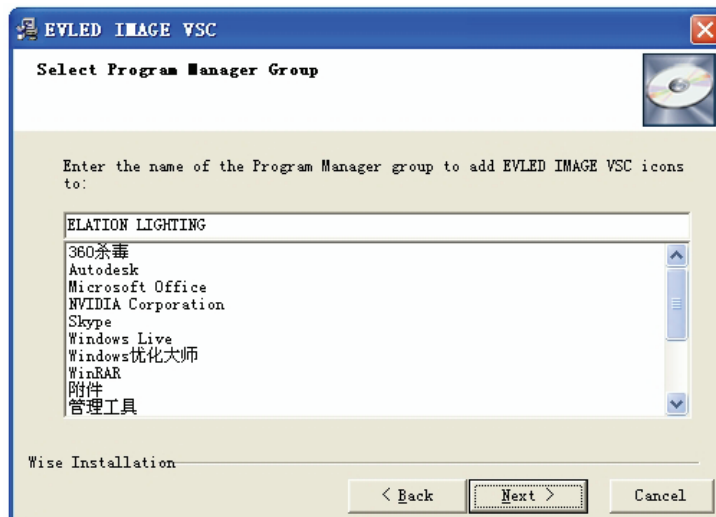 EVLED IMAGE VSC
Select Program Manager Group
Enter the name of the Program Manager group to add EVLED IMAGE VSC icons
to:
ELATION LIGHTING
360杀毒
Autodesk
Microsoft Office
NVIDIA Corporation
Skype
Windows Live
Windows优化大师
WinRAR
附件
管理工具
Wise Installation
< Back
Next >
Cancel